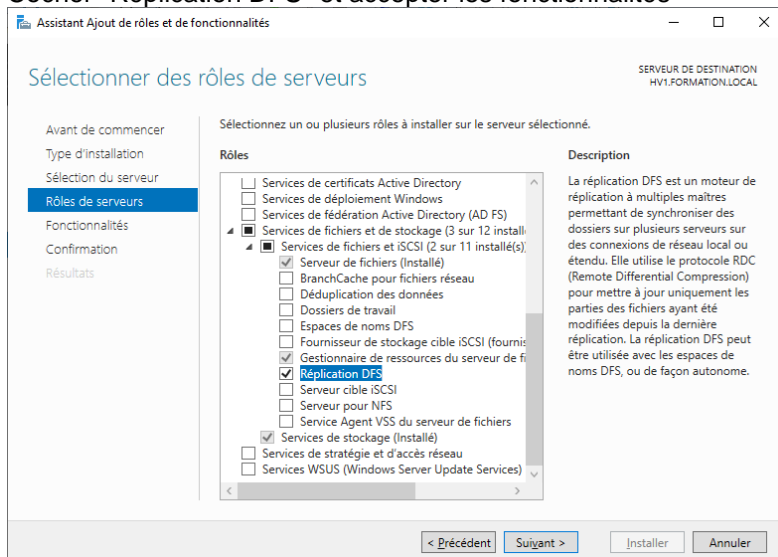 Cocher "Réplication DFS" et accepter les fonctionnalités
Assistant Ajout de rôles et de fonctionnalités
Sélectionner des rôles de serveurs
SERVEUR DE DESTINATION
HV1.FORMATION.LOCAL
Avant de commencer
Type d'installation
Sélection du serveur
Rôles de serveurs
Fonctionnalités
Confirmation
Résultats
Sélectionnez un ou plusieurs rôles à installer sur le serveur sélectionné.
Rôles
Services de certificats Active Directory
Services de déploiement Windows
Services de fédération Active Directory (AD FS)
Services de fichiers et de stockage (3 sur 12 install
Services de fichiers et iSCSI (2 sur 11 installé(s))
Serveur de fichiers (Installé)
BranchCache pour fichiers réseau
Déduplication des données
Dossiers de travail
Espaces de noms DFS
Fournisseur de stockage cible iSCSI (fournis
Gestionnaire de ressources du serveur de fi
Réplication DFS
Serveur cible iSCSI
Serveur pour NFS
Service Agent VSS du serveur de fichiers
Services de stockage (Installé)
Services de stratégie et d'accès réseau
Services WSUS (Windows Server Update Services)
Description
La réplication DFS est un moteur de
réplication à multiples maîtres
permettant de synchroniser des
dossiers sur plusieurs serveurs sur
des connexions de réseau local ou
étendu. Elle utilise le protocole RDC
(Remote Differential Compression)
pour mettre à jour uniquement les
parties des fichiers ayant été
modifiées depuis la dernière
réplication. La réplication DFS peut
être utilisée avec les espaces de
noms DFS, ou de façon autonome.
< Précédent
Suivant >
Installer
Annuler